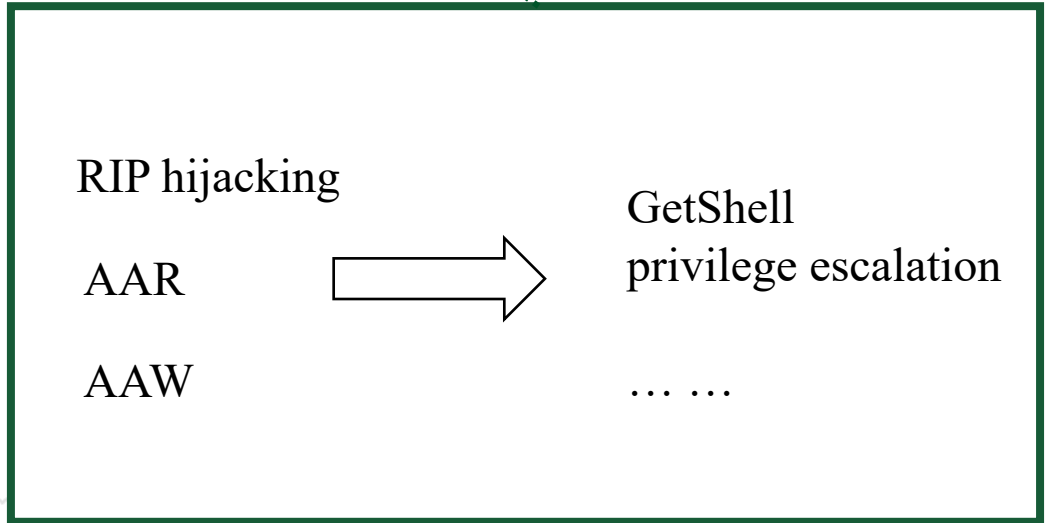 RIP hijacking
AAR
AAW
GetShell
privilege escalation
… …